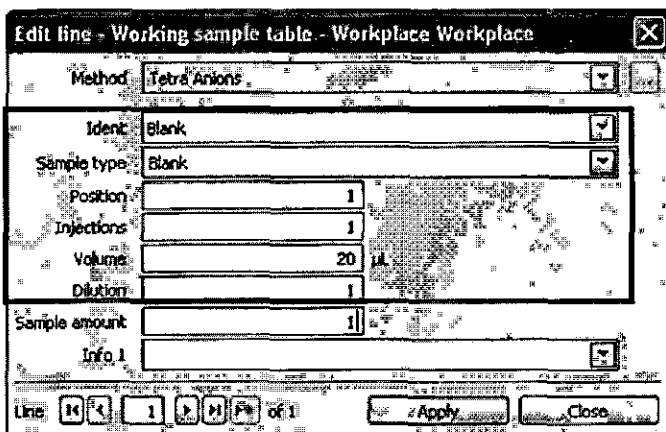 Edit line - Working sample table - Workplace Workplace
Method Tetra Anions
Ident Blank
Sample type Blank
Position 1
Injections 1
Volume 20 µL
Dilution 1
Sample amount 1
Info 1
Line 1 of 1 Apply Close